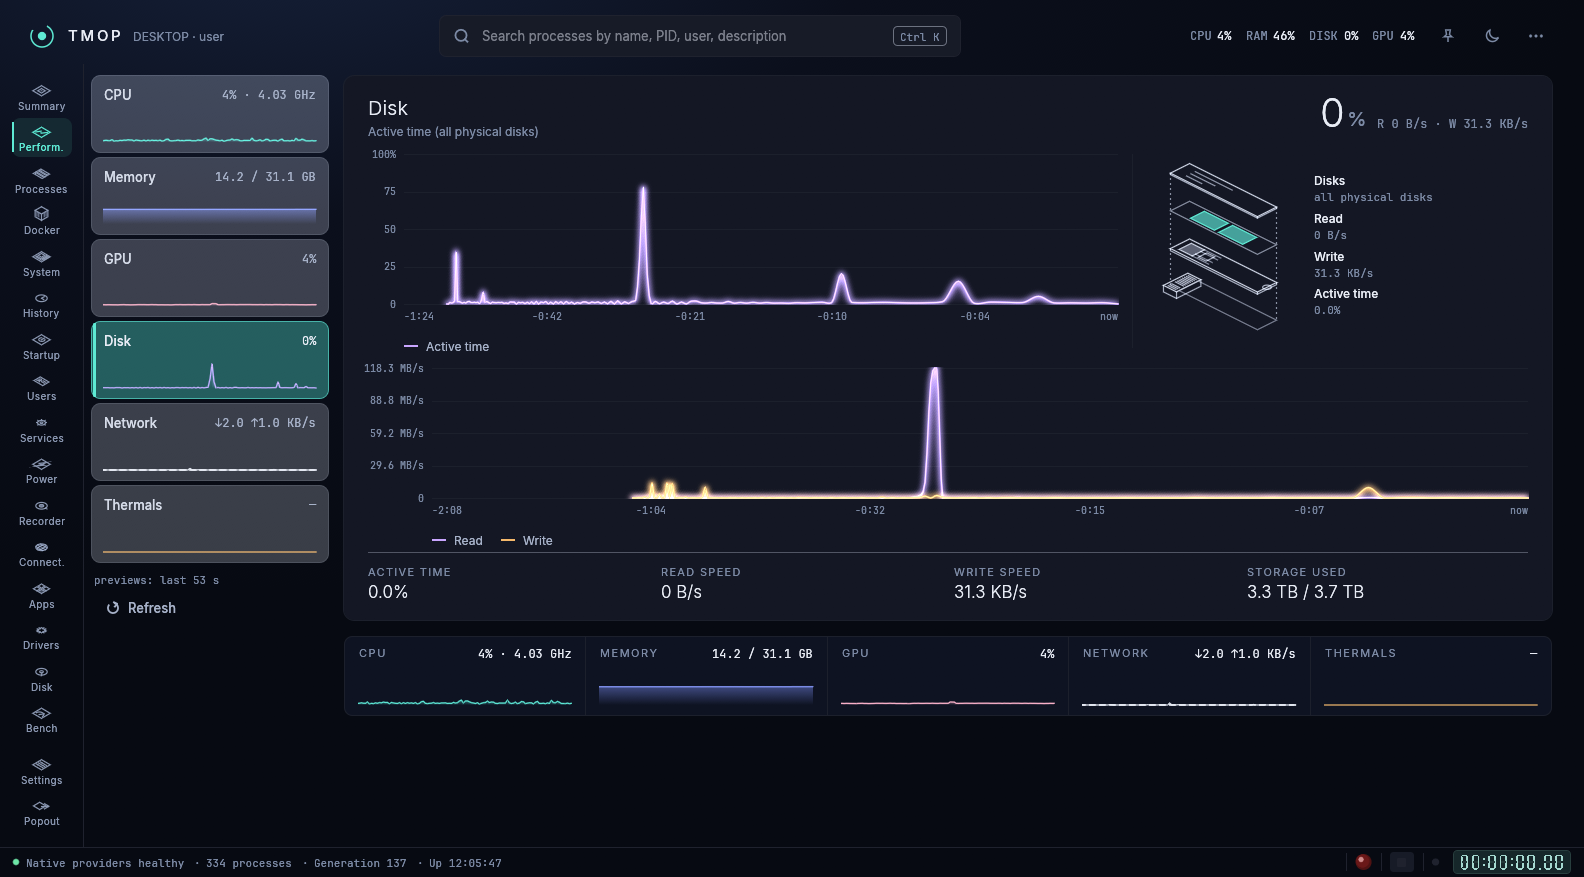 TMOP DESKTOP · user
Search processes by name, PID, user, description Ctrl K
CPU 4% RAM 46% DISK 0% GPU 4%
Summary
Perform.
Processes
Docker
System
History
Startup
Users
Services
Power
Recorder
Connect.
Apps
Drivers
Disk
Bench
Settings
Popout
CPU 4% · 4.03 GHz
Memory 14.2 / 31.1 GB
GPU 4%
Disk 0%
Network ↓2.0 ↑1.0 KB/s
Thermals —
previews: last 53 s
Refresh
Disk
Active time (all physical disks)
0 % R 0 B/s · W 31.3 KB/s
100%
75
50
25
0
-1:24 -0:42 -0:21 -0:10 -0:04 now
Active time
Disks
all physical disks
Read
0 B/s
Write
31.3 KB/s
Active time
0.0%
118.3 MB/s
88.8 MB/s
59.2 MB/s
29.6 MB/s
0
-2:08 -1:04 -0:32 -0:15 -0:07 now
Read Write
ACTIVE TIME READ SPEED WRITE SPEED STORAGE USED
0.0% 0 B/s 31.3 KB/s 3.3 TB / 3.7 TB
CPU 4% · 4.03 GHz MEMORY 14.2 / 31.1 GB GPU 4% NETWORK ↓2.0 ↑1.0 KB/s THERMALS —
Native providers healthy · 334 processes · Generation 137 · Up 12:05:47
00:00:00.00